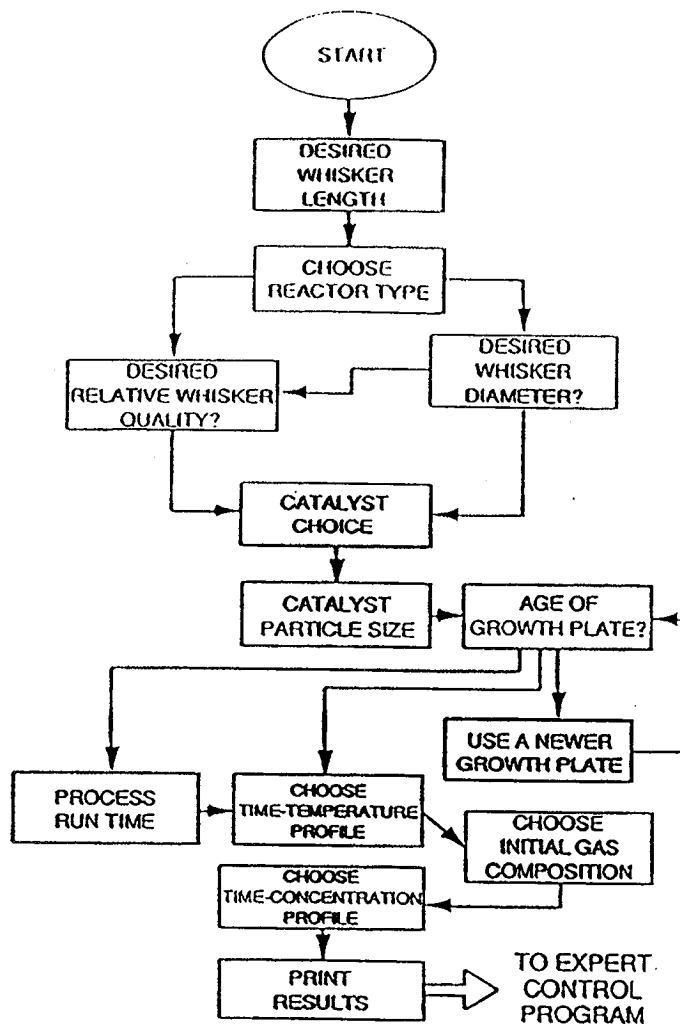 START
DESIRED
WHISKER
LENGTH
CHOOSE
REACTOR TYPE
DESIRED
RELATIVE WHISKER
QUALITY?
DESIRED
WHISKER
DIAMETER?
CATALYST
CHOICE
CATALYST
PARTICLE SIZE
AGE OF
GROWTH PLATE?
USE A NEWER
GROWTH PLATE
PROCESS
RUN TIME
CHOOSE
TIME-TEMPERATURE
PROFILE
CHOOSE
INITIAL GAS
COMPOSITION
CHOOSE
TIME-CONCENTRATION
PROFILE
PRINT
RESULTS
TO EXPERT
CONTROL
PROGRAM